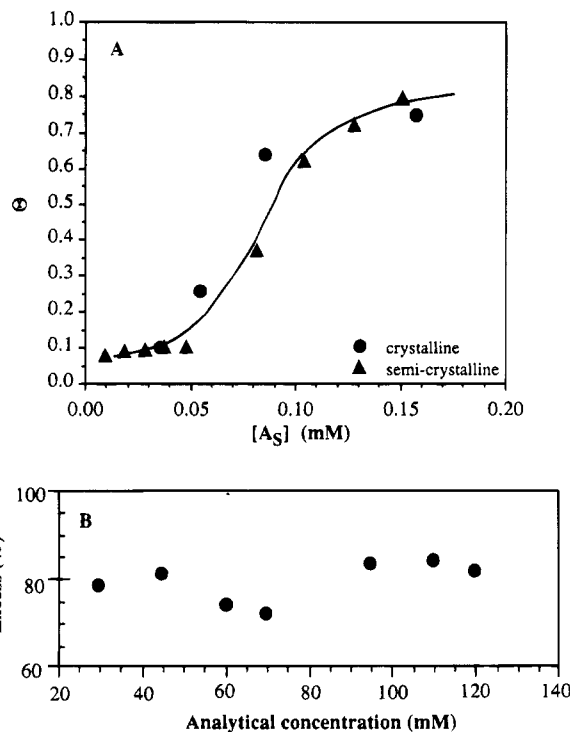 A
1.0
0.9
0.8
0.7
0.6
Θ 0.5
0.4
0.3
0.2
0.1
0.0
● crystalline
▲ semi-crystalline
0.00 0.05 0.10 0.15 0.20
[A_S] (mM)
B
100
80
60
20 40 60 80 100 120 140
Analytical concentration (mM)